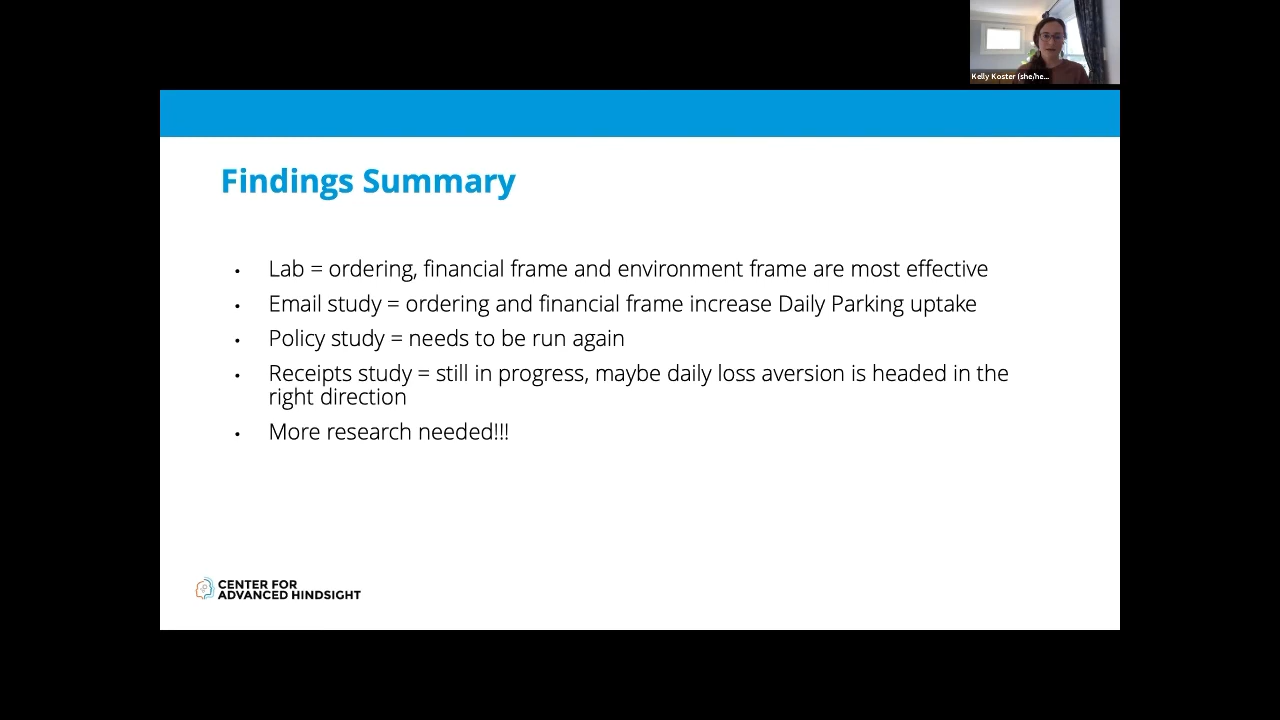 Kelly Koster (she/he...
Findings Summary
• Lab = ordering, financial frame and environment frame are most effective
• Email study = ordering and financial frame increase Daily Parking uptake
• Policy study = needs to be run again
• Receipts study = still in progress, maybe daily loss aversion is headed in the
right direction
• More research needed!!!
CENTER FOR
ADVANCED HINDSIGHT